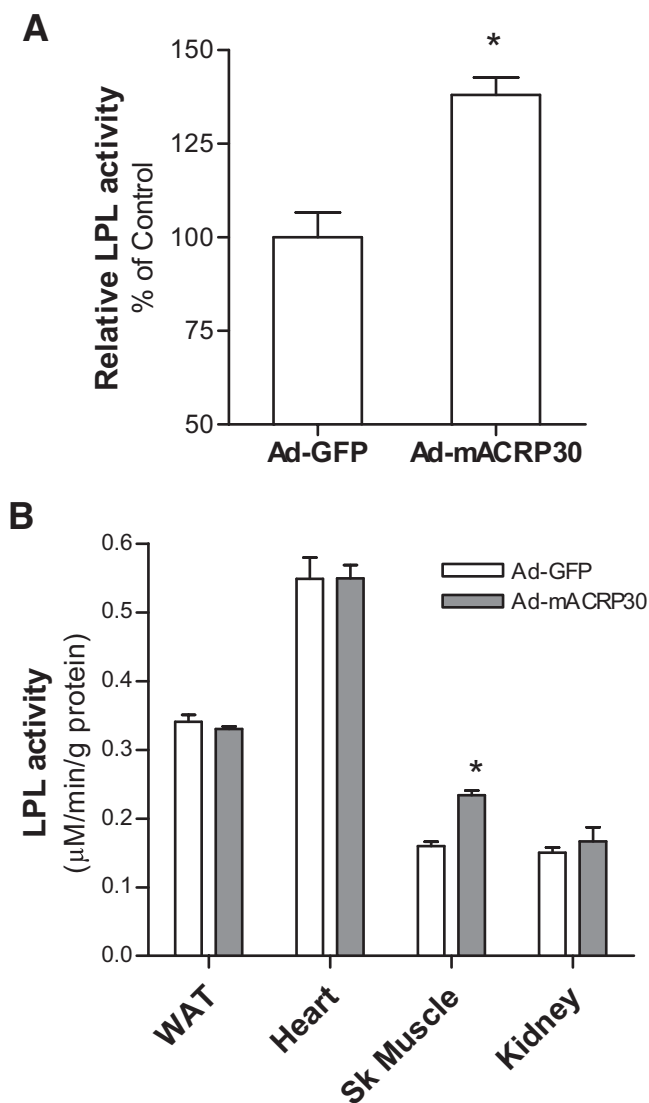 A
150
*
125
100
75
50
Relative LPL activity
% of Control
Ad-GFP
Ad-mACRP30
B
0.6
0.5
0.4
0.3
0.2
0.1
0.0
LPL activity
(μM/min/g protein)
Ad-GFP
Ad-mACRP30
*
WAT
Heart
Sk Muscle
Kidney